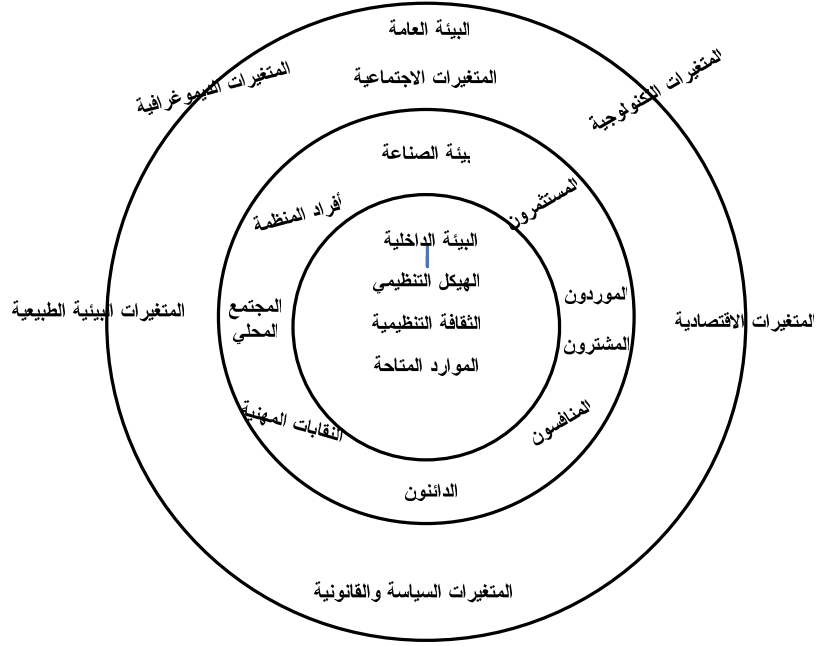 البيئة العامة
المتغيرات الاجتماعية
المتغيرات التكنولوجية
المتغيرات الديموغرافية
بيئة الصناعة
المستثمرون
أفراد المنظمة
البيئة الداخلية
الهيكل التنظيمي
الثقافة التنظيمية
الموارد المتاحة
الموردون
المشترون
المجتمع
المحلي
المتغيرات الاقتصادية
المتغيرات البيئية الطبيعية
المنافسون
النقابات المهنية
الدائنون
المتغيرات السياسة والقانونية